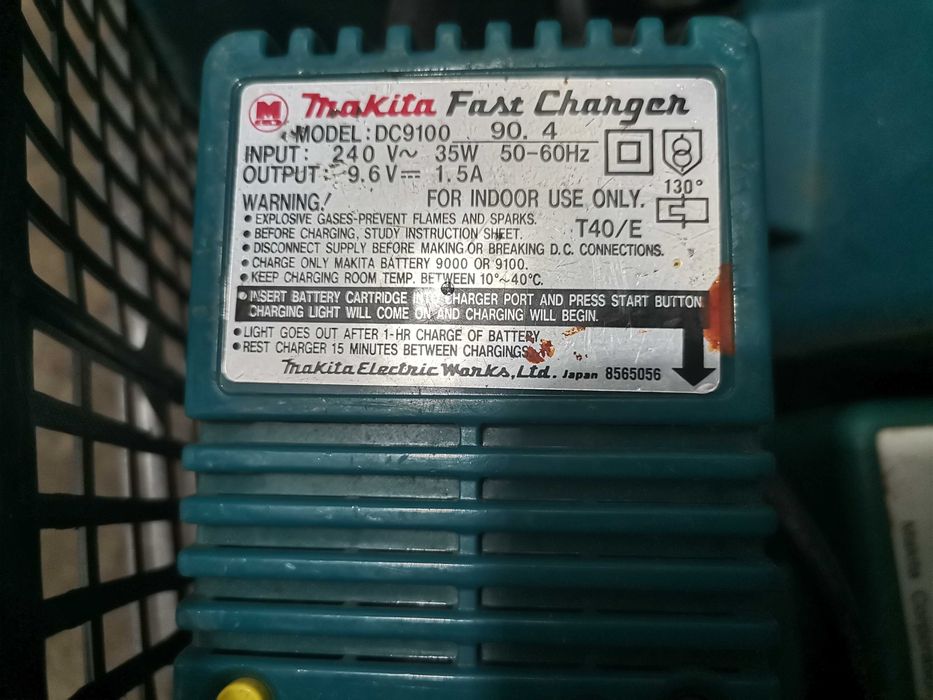 M
Makita Fast Charger
MODEL: DC9100 90. 4
INPUT: 240 V~ 35W 50-60Hz
OUTPUT: 9.6V⎓ 1.5A
130°
WARNING! FOR INDOOR USE ONLY.
• EXPLOSIVE GASES-PREVENT FLAMES AND SPARKS.
T40/E
• BEFORE CHARGING, STUDY INSTRUCTION SHEET.
• DISCONNECT SUPPLY BEFORE MAKING OR BREAKING D.C. CONNECTIONS.
• CHARGE ONLY MAKITA BATTERY 9000 OR 9100.
• KEEP CHARGING ROOM TEMP. BETWEEN 10°~40°C.
• INSERT BATTERY CARTRIDGE INTO CHARGER PORT AND PRESS START BUTTON
CHARGING LIGHT WILL COME ON AND CHARGING WILL BEGIN.
• LIGHT GOES OUT AFTER 1-HR CHARGE OF BATTERY
• REST CHARGER 15 MINUTES BETWEEN CHARGINGS
Makita Electric Works, Ltd. Japan 8565056
Makita